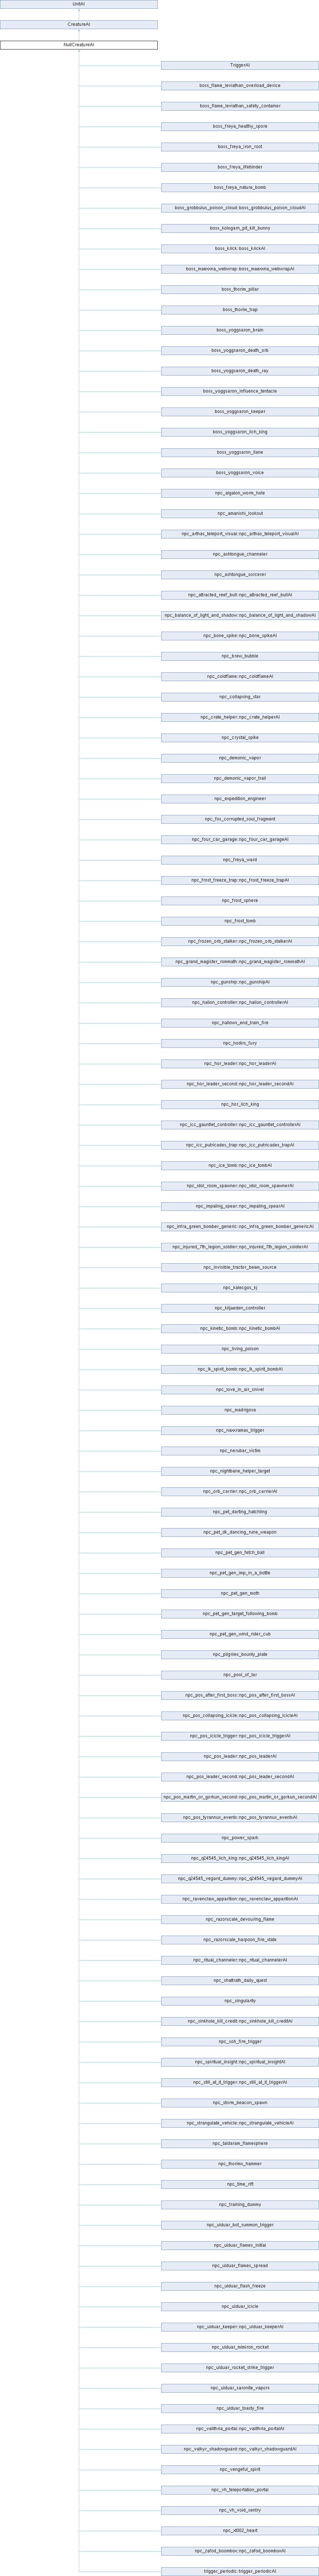 UnitAI
CreatureAI
NullCreatureAI
TriggerAI
boss_flame_leviathan_overload_device
boss_flame_leviathan_safety_container
boss_freya_healthy_spore
boss_freya_iron_root
boss_freya_lifebinder
boss_freya_nature_bomb
boss_grobbulus_poison_cloud::boss_grobbulus_poison_cloudAI
boss_kologarn_pit_kill_bunny
boss_krick::boss_krickAI
boss_maexxna_webwrap::boss_maexxna_webwrapAI
boss_thorim_pillar
boss_thorim_trap
boss_yoggsaron_brain
boss_yoggsaron_death_orb
boss_yoggsaron_death_ray
boss_yoggsaron_influence_tentacle
boss_yoggsaron_keeper
boss_yoggsaron_lich_king
boss_yoggsaron_llane
boss_yoggsaron_voice
npc_algalon_worm_hole
npc_amanishi_lookout
npc_arthas_teleport_visual::npc_arthas_teleport_visualAI
npc_ashtongue_channeler
npc_ashtongue_sorcerer
npc_attracted_reef_bull::npc_attracted_reef_bullAI
npc_balance_of_light_and_shadow::npc_balance_of_light_and_shadowAI
npc_bone_spike::npc_bone_spikeAI
npc_brew_bubble
npc_coldflame::npc_coldflameAI
npc_collapsing_star
npc_crate_helper::npc_crate_helperAI
npc_crystal_spike
npc_demonic_vapor
npc_demonic_vapor_trail
npc_expedition_engineer
npc_fos_corrupted_soul_fragment
npc_four_car_garage::npc_four_car_garageAI
npc_freya_ward
npc_frost_freeze_trap::npc_frost_freeze_trapAI
npc_frost_sphere
npc_frost_tomb
npc_frozen_orb_stalker::npc_frozen_orb_stalkerAI
npc_grand_magister_rommath::npc_grand_magister_rommathAI
npc_gunship::npc_gunshipAI
npc_halion_controller::npc_halion_controllerAI
npc_hallows_end_train_fire
npc_hodirs_fury
npc_hor_leader::npc_hor_leaderAI
npc_hor_leader_second::npc_hor_leader_secondAI
npc_hor_lich_king
npc_icc_gauntlet_controller::npc_icc_gauntlet_controllerAI
npc_icc_putricades_trap::npc_icc_putricades_trapAI
npc_ice_tomb::npc_ice_tombAI
npc_idol_room_spawner::npc_idol_room_spawnerAI
npc_impaling_spear::npc_impaling_spearAI
npc_infra_green_bomber_generic::npc_infra_green_bomber_genericAI
npc_injured_7th_legion_soldier::npc_injured_7th_legion_soldierAI
npc_invisible_tractor_beam_source
npc_kalecgos_kj
npc_kiljaeden_controller
npc_kinetic_bomb::npc_kinetic_bombAI
npc_living_poison
npc_lk_spirit_bomb::npc_lk_spirit_bombAI
npc_love_in_air_snivel
npc_madrigosa
npc_naxxramas_trigger
npc_nerubar_victim
npc_nightbane_helper_target
npc_orb_carrier::npc_orb_carrierAI
npc_pet_darting_hatchling
npc_pet_dk_dancing_rune_weapon
npc_pet_gen_fetch_ball
npc_pet_gen_imp_in_a_bottle
npc_pet_gen_moth
npc_pet_gen_target_following_bomb
npc_pet_gen_wind_rider_cub
npc_pilgrims_bounty_plate
npc_pool_of_tar
npc_pos_after_first_boss::npc_pos_after_first_bossAI
npc_pos_collapsing_icicle::npc_pos_collapsing_icicleAI
npc_pos_icicle_trigger::npc_pos_icicle_triggerAI
npc_pos_leader::npc_pos_leaderAI
npc_pos_leader_second::npc_pos_leader_secondAI
npc_pos_martin_or_gorkun_second::npc_pos_martin_or_gorkun_secondAI
npc_pos_tyrannus_events::npc_pos_tyrannus_eventsAI
npc_power_spark
npc_q24545_lich_king::npc_q24545_lich_kingAI
npc_q24545_vegard_dummy::npc_q24545_vegard_dummyAI
npc_ravenclaw_apparition::npc_ravenclaw_apparitionAI
npc_razorscale_devouring_flame
npc_razorscale_harpoon_fire_state
npc_ritual_channeler::npc_ritual_channelerAI
npc_shattrath_daily_quest
npc_singularity
npc_sinkhole_kill_credit::npc_sinkhole_kill_creditAI
npc_soh_fire_trigger
npc_spiritual_insight::npc_spiritual_insightAI
npc_still_at_it_trigger::npc_still_at_it_triggerAI
npc_storm_beacon_spawn
npc_strangulate_vehicle::npc_strangulate_vehicleAI
npc_taldaram_flamesphere
npc_thorims_hammer
npc_time_rift
npc_training_dummy
npc_ulduar_bot_summon_trigger
npc_ulduar_flames_initial
npc_ulduar_flames_spread
npc_ulduar_flash_freeze
npc_ulduar_icicle
npc_ulduar_keeper::npc_ulduar_keeperAI
npc_ulduar_mimiron_rocket
npc_ulduar_rocket_strike_trigger
npc_ulduar_saronite_vapors
npc_ulduar_toasty_fire
npc_valithria_portal::npc_valithria_portalAI
npc_valkyr_shadowguard::npc_valkyr_shadowguardAI
npc_vengeful_spirit
npc_vh_teleportation_portal
npc_vh_void_sentry
npc_xt002_heart
npc_zafod_boombox::npc_zafod_boomboxAI
trigger_periodic::trigger_periodicAI